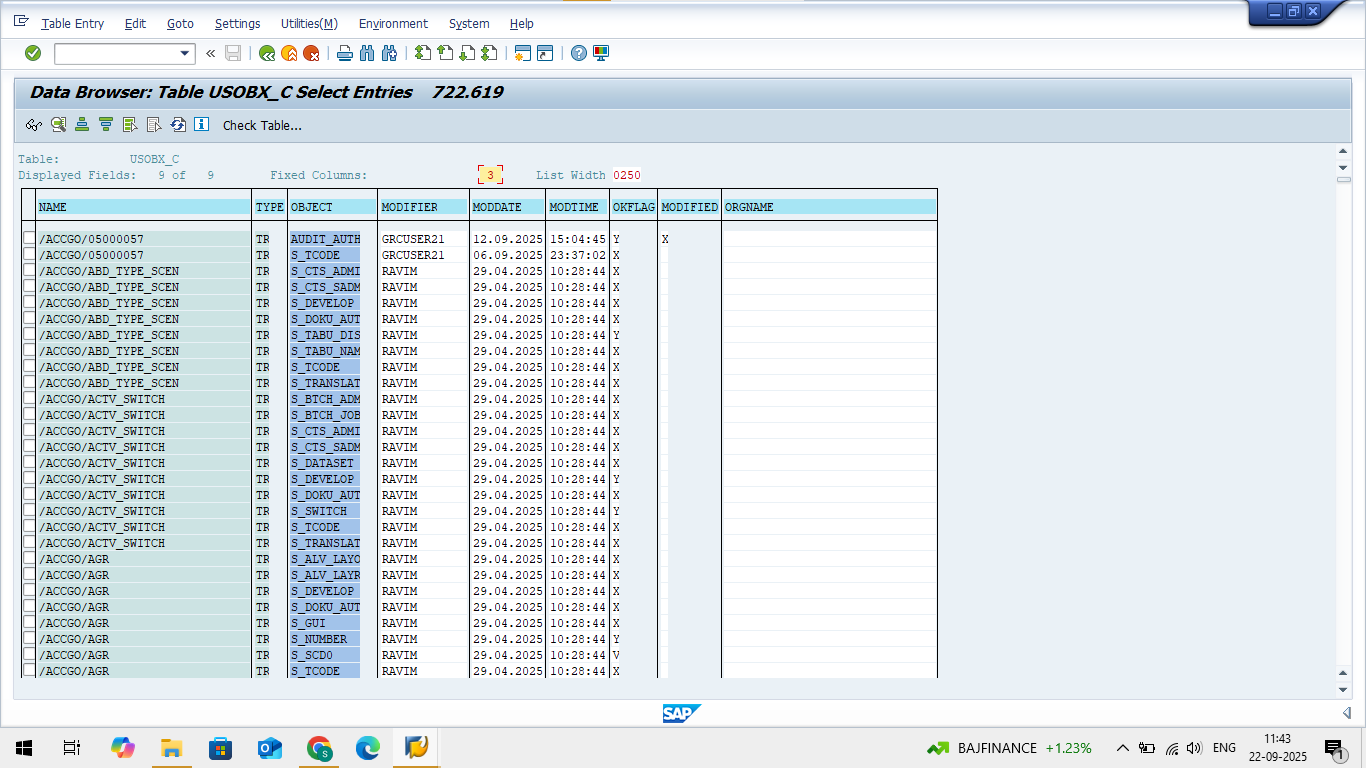 Table Entry Edit Goto Settings Utilities(M) Environment System Help
Data Browser: Table USOBX_C Select Entries 722.619
Check Table...
Table: USOBX_C
Displayed Fields: 9 of 9 Fixed Columns: 3 List Width 0250
NAME TYPE OBJECT MODIFIER MODDATE MODTIME OKFLAG MODIFIED ORGNAME
/ACCGO/05000057 TR AUDIT_AUTH GRCUSER21 12.09.2025 15:04:45 Y X
/ACCGO/05000057 TR S_TCODE GRCUSER21 06.09.2025 23:37:02 X
/ACCGO/ABD_TYPE_SCEN TR S_CTS_ADMI RAVIM 29.04.2025 10:28:44 X
/ACCGO/ABD_TYPE_SCEN TR S_CTS_SADM RAVIM 29.04.2025 10:28:44 X
/ACCGO/ABD_TYPE_SCEN TR S_DEVELOP RAVIM 29.04.2025 10:28:44 X
/ACCGO/ABD_TYPE_SCEN TR S_DOKU_AUT RAVIM 29.04.2025 10:28:44 X
/ACCGO/ABD_TYPE_SCEN TR S_TABU_DIS RAVIM 29.04.2025 10:28:44 Y
/ACCGO/ABD_TYPE_SCEN TR S_TABU_NAM RAVIM 29.04.2025 10:28:44 X
/ACCGO/ABD_TYPE_SCEN TR S_TCODE RAVIM 29.04.2025 10:28:44 X
/ACCGO/ABD_TYPE_SCEN TR S_TRANSLAT RAVIM 29.04.2025 10:28:44 X
/ACCGO/ACTV_SWITCH TR S_BTCH_ADM RAVIM 29.04.2025 10:28:44 X
/ACCGO/ACTV_SWITCH TR S_BTCH_JOB RAVIM 29.04.2025 10:28:44 X
/ACCGO/ACTV_SWITCH TR S_CTS_ADMI RAVIM 29.04.2025 10:28:44 X
/ACCGO/ACTV_SWITCH TR S_CTS_SADM RAVIM 29.04.2025 10:28:44 X
/ACCGO/ACTV_SWITCH TR S_DATASET RAVIM 29.04.2025 10:28:44 X
/ACCGO/ACTV_SWITCH TR S_DEVELOP RAVIM 29.04.2025 10:28:44 Y
/ACCGO/ACTV_SWITCH TR S_DOKU_AUT RAVIM 29.04.2025 10:28:44 X
/ACCGO/ACTV_SWITCH TR S_SWITCH RAVIM 29.04.2025 10:28:44 Y
/ACCGO/ACTV_SWITCH TR S_TCODE RAVIM 29.04.2025 10:28:44 X
/ACCGO/ACTV_SWITCH TR S_TRANSLAT RAVIM 29.04.2025 10:28:44 X
/ACCGO/AGR TR S_ALV_LAYO RAVIM 29.04.2025 10:28:44 X
/ACCGO/AGR TR S_ALV_LAYR RAVIM 29.04.2025 10:28:44 X
/ACCGO/AGR TR S_DEVELOP RAVIM 29.04.2025 10:28:44 X
/ACCGO/AGR TR S_DOKU_AUT RAVIM 29.04.2025 10:28:44 X
/ACCGO/AGR TR S_GUI RAVIM 29.04.2025 10:28:44 X
/ACCGO/AGR TR S_NUMBER RAVIM 29.04.2025 10:28:44 Y
/ACCGO/AGR TR S_SCD0 RAVIM 29.04.2025 10:28:44 V
/ACCGO/AGR TR S_TCODE RAVIM 29.04.2025 10:28:44 X
SAP
BAJFINANCE +1.23% ENG 11:43
22-09-2025 1